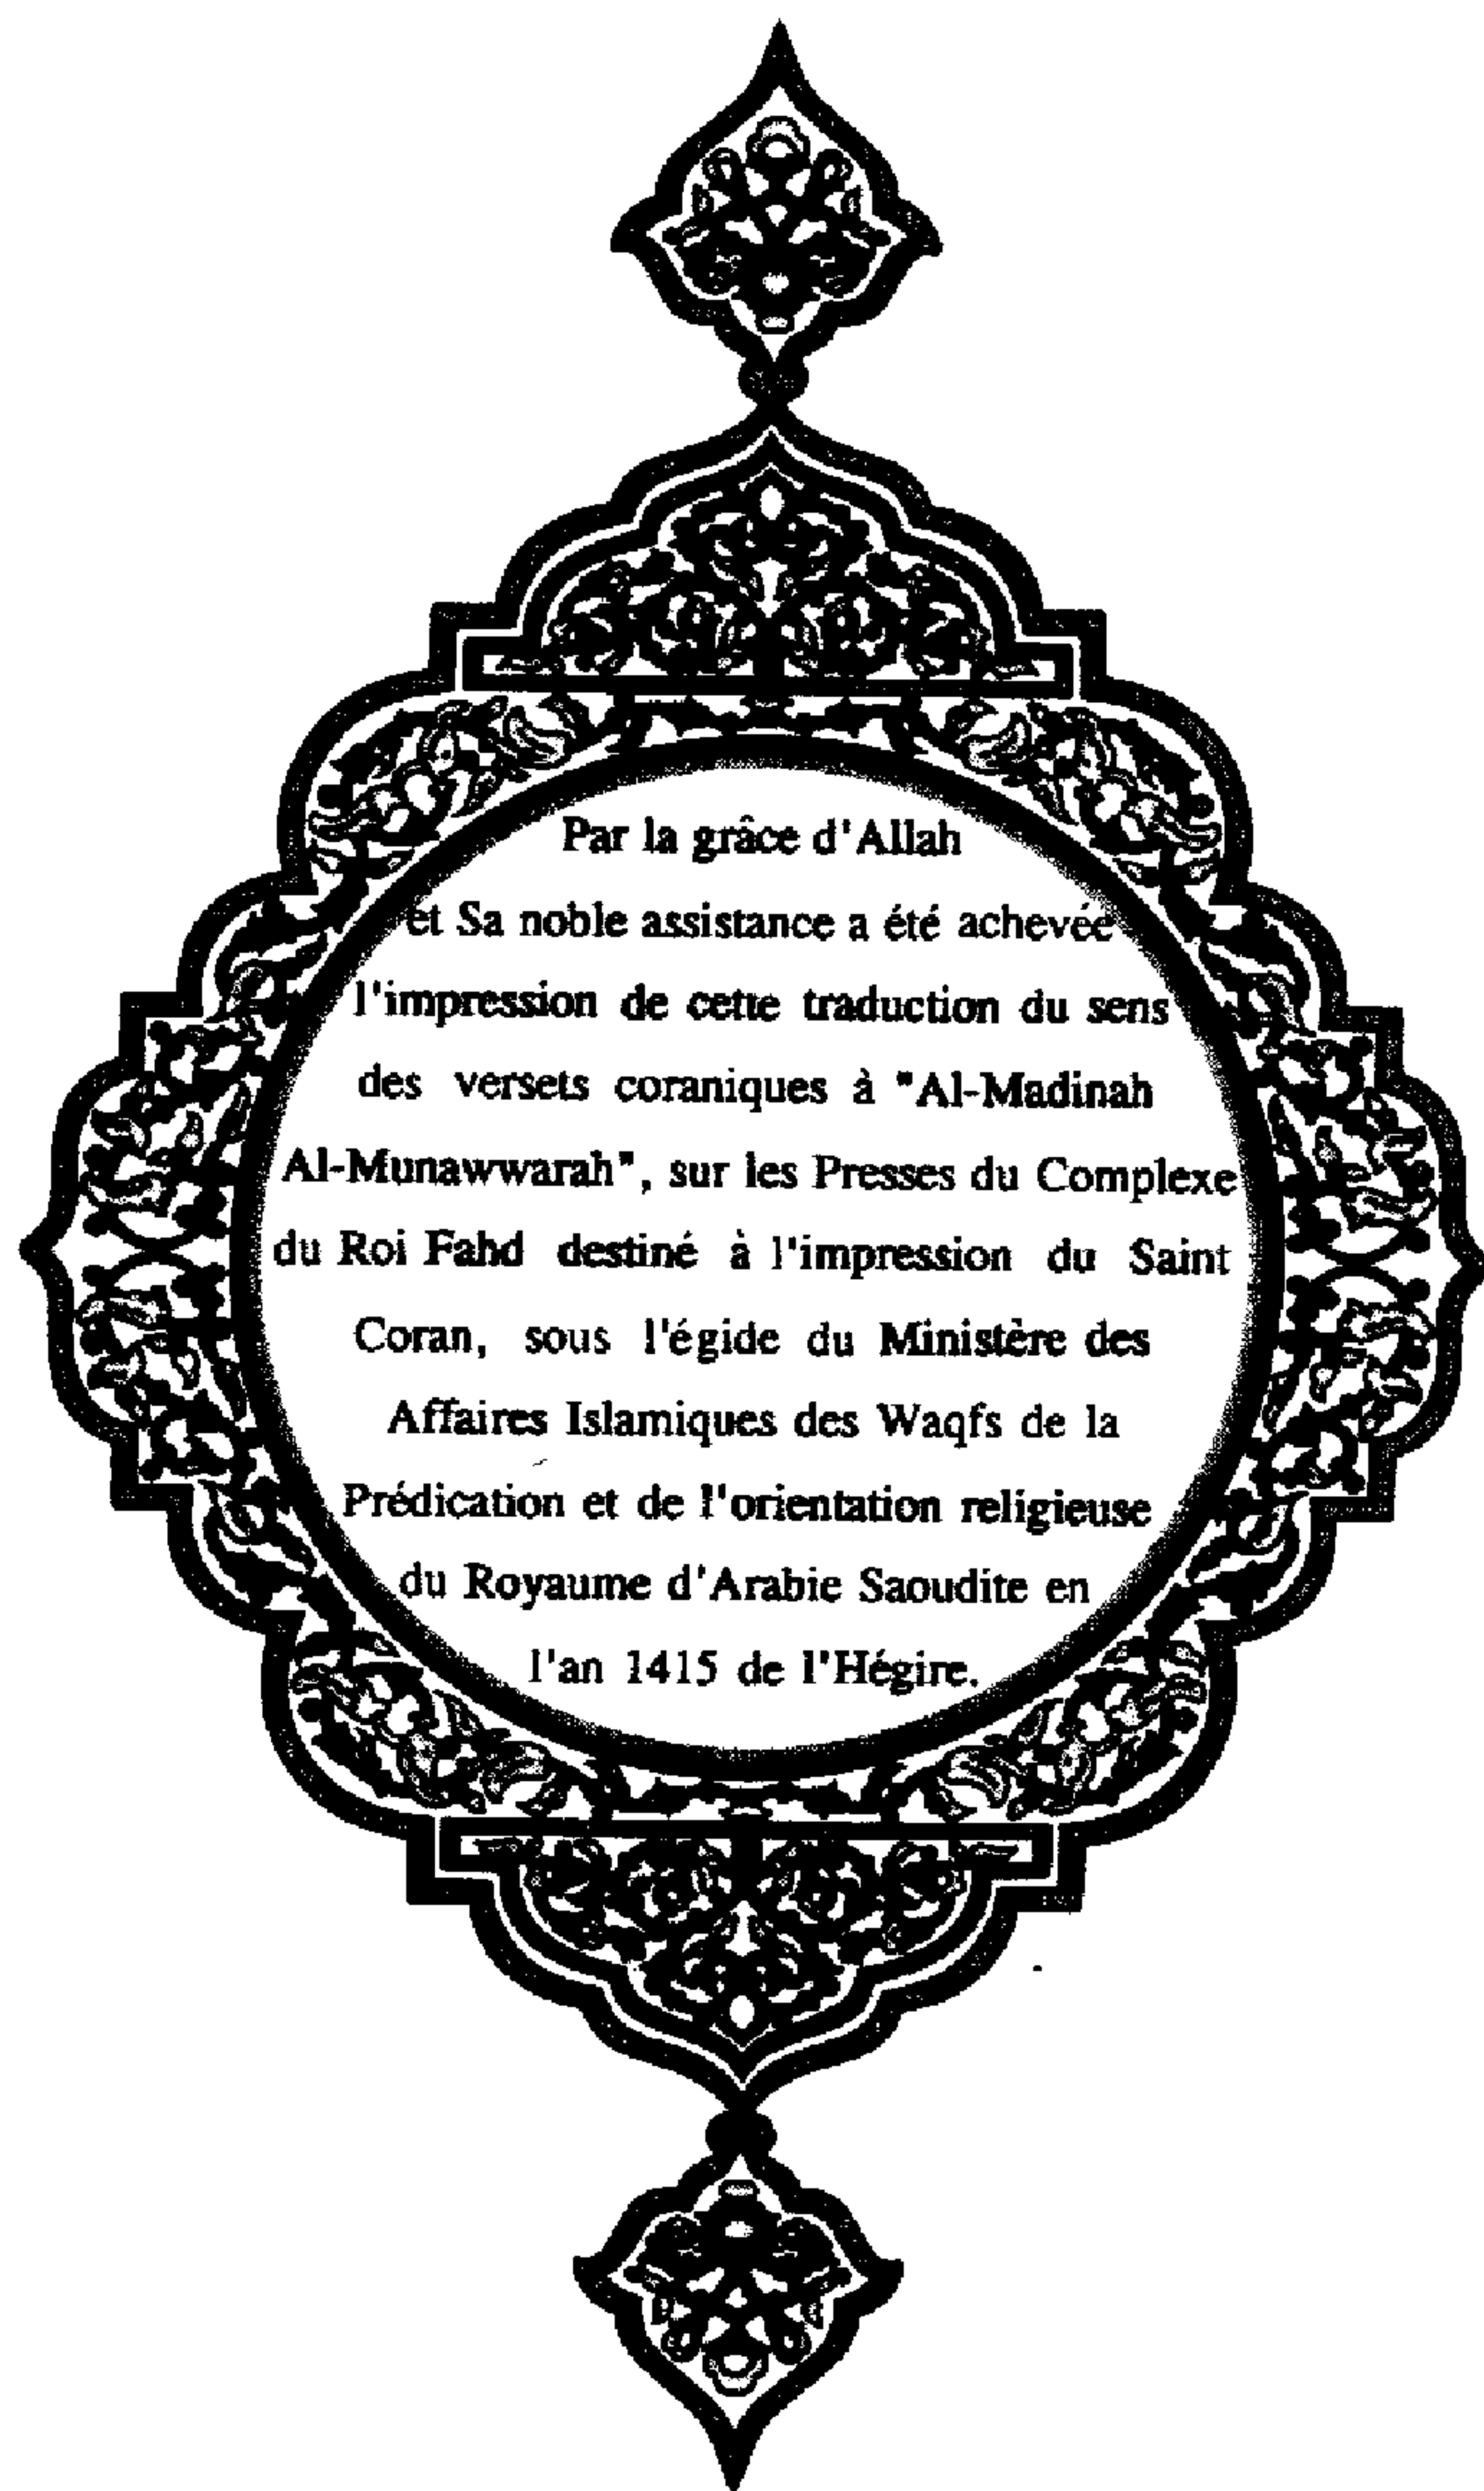 Par la grâce d'Allah
et Sa noble assistance a été achevée
l'impression de cette traduction du sens
des versets coraniques à "Al-Madinah
Al-Munawwarah", sur les Presses du Complexe
du Roi Fahd destiné à l'impression du Saint
Coran, sous l'égide du Ministère des
Affaires Islamiques des Waqfs de la
Prédication et de l'orientation religieuse
du Royaume d'Arabie Saoudite en
l'an 1415 de l'Hégire.